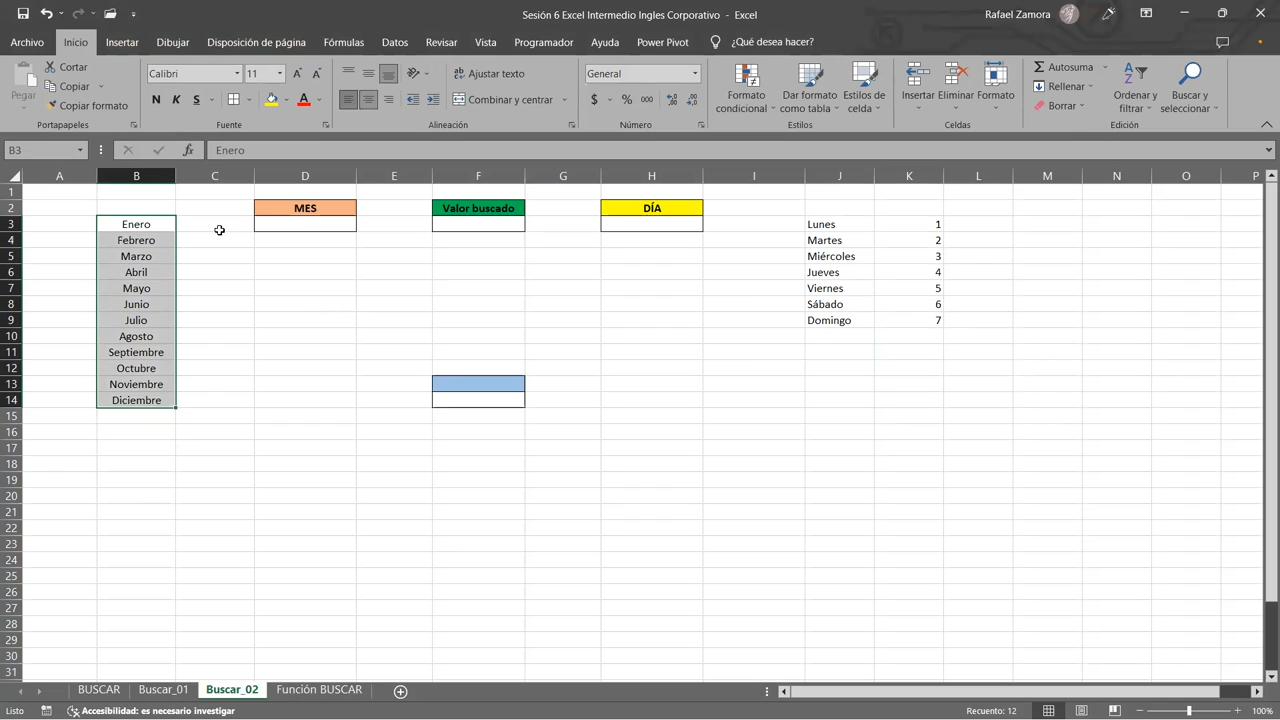 Sesión 6 Excel Intermedio Ingles Corporativo - Excel
Rafael Zamora
Archivo Inicio Insertar Dibujar Disposición de página Fórmulas Datos Revisar Vista Programador Ayuda Power Pivot ¿Qué desea hacer?
Pegar
Cortar
Copiar
Copiar formato
Portapapeles
Calibri 11
N K S
Fuente
Ajustar texto
Combinar y centrar
Alineación
General
$ % 000
Número
Formato condicional
Dar formato como tabla
Estilos de celda
Estilos
Insertar Eliminar Formato
Celdas
Autosuma
Rellenar
Borrar
Ordenar y filtrar
Buscar y seleccionar
Edición
B3 fx Enero
A B C D E F G H I J K L M N O P
1
2 MES Valor buscado DÍA
3 Enero Lunes 1
4 Febrero Martes 2
5 Marzo Miércoles 3
6 Abril Jueves 4
7 Mayo Viernes 5
8 Junio Sábado 6
9 Julio Domingo 7
10 Agosto
11 Septiembre
12 Octubre
13 Noviembre
14 Diciembre
15
16
17
18
19
20
21
22
23
24
25
26
27
28
29
30
31
BUSCAR Buscar_01 Buscar_02 Función BUSCAR
Listo Accesibilidad: es necesario investigar Recuento: 12 100%